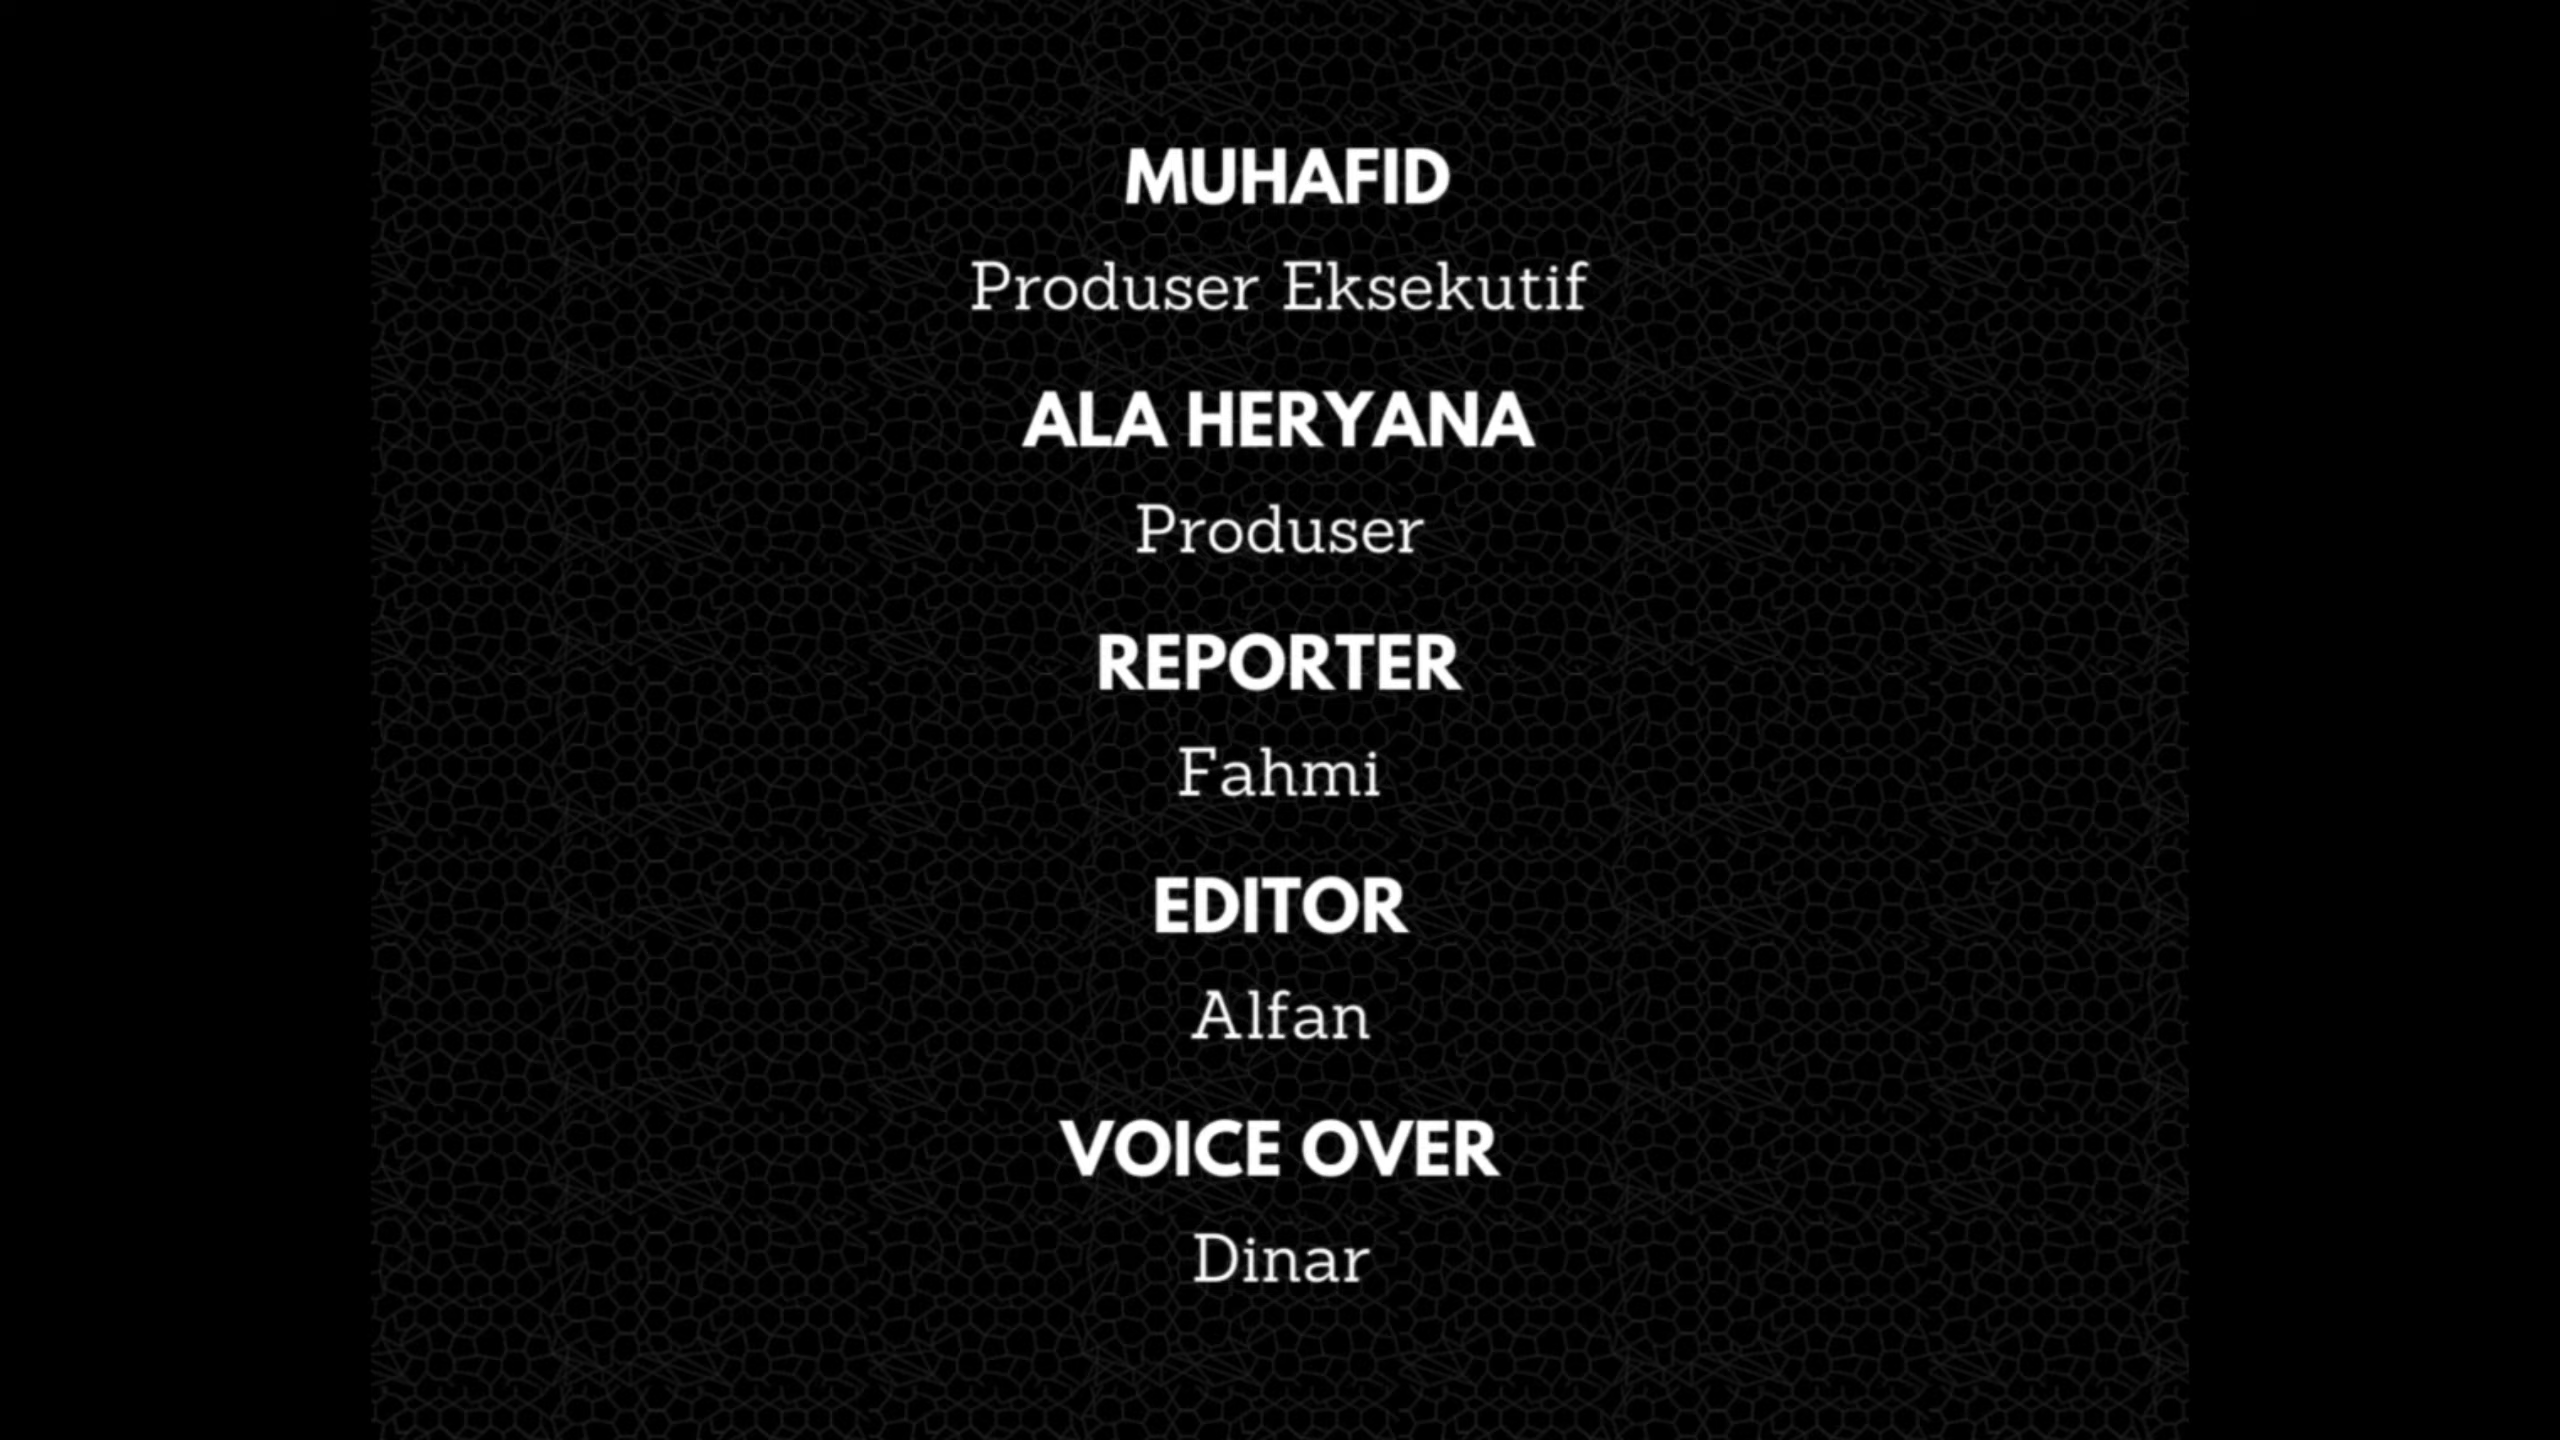 MUHAFID
Produser Eksekutif
ALA HERYANA
Produser
REPORTER
Fahmi
EDITOR
Alfan
VOICE OVER
Dinar